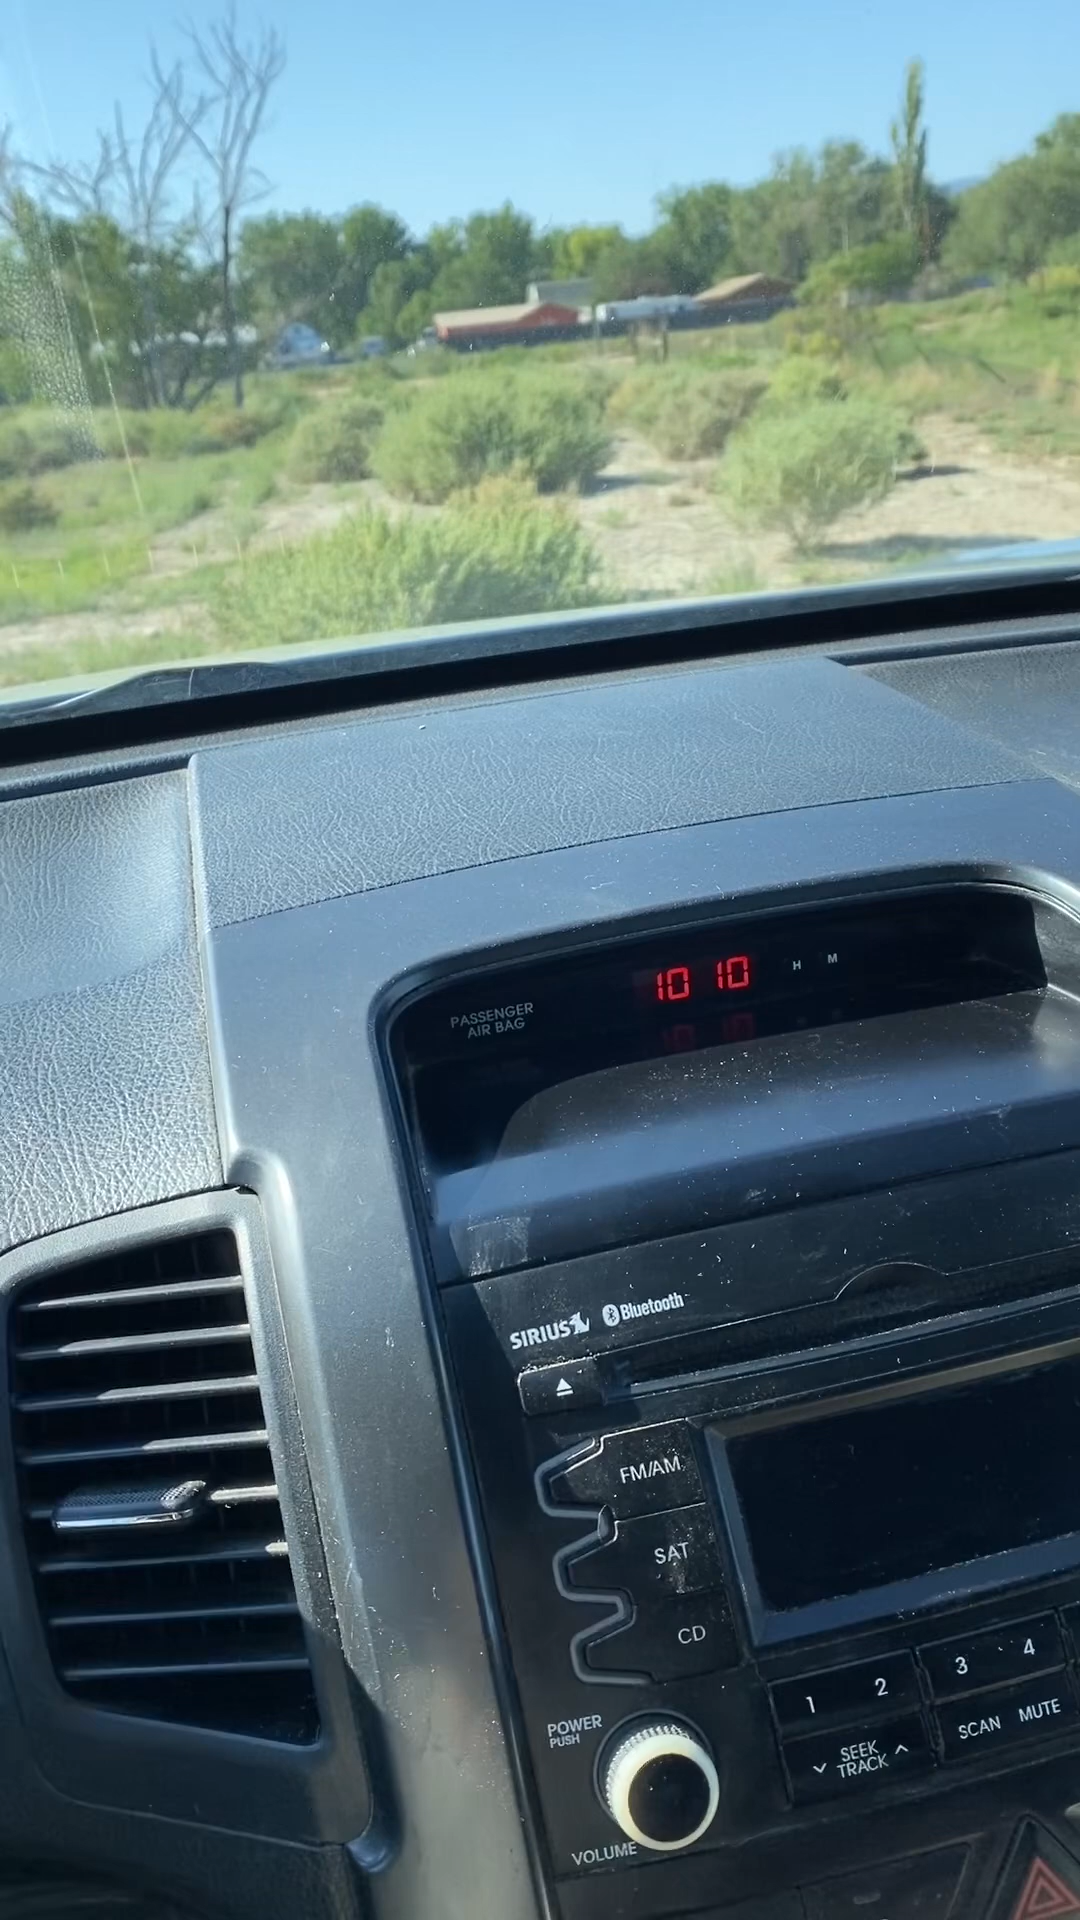 10 10 H M
PASSENGER
AIR BAG
SIRIUS Bluetooth
FM/AM
SAT
CD
1 2 3 4
POWER
PUSH
SEEK
TRACK
SCAN MUTE
VOLUME